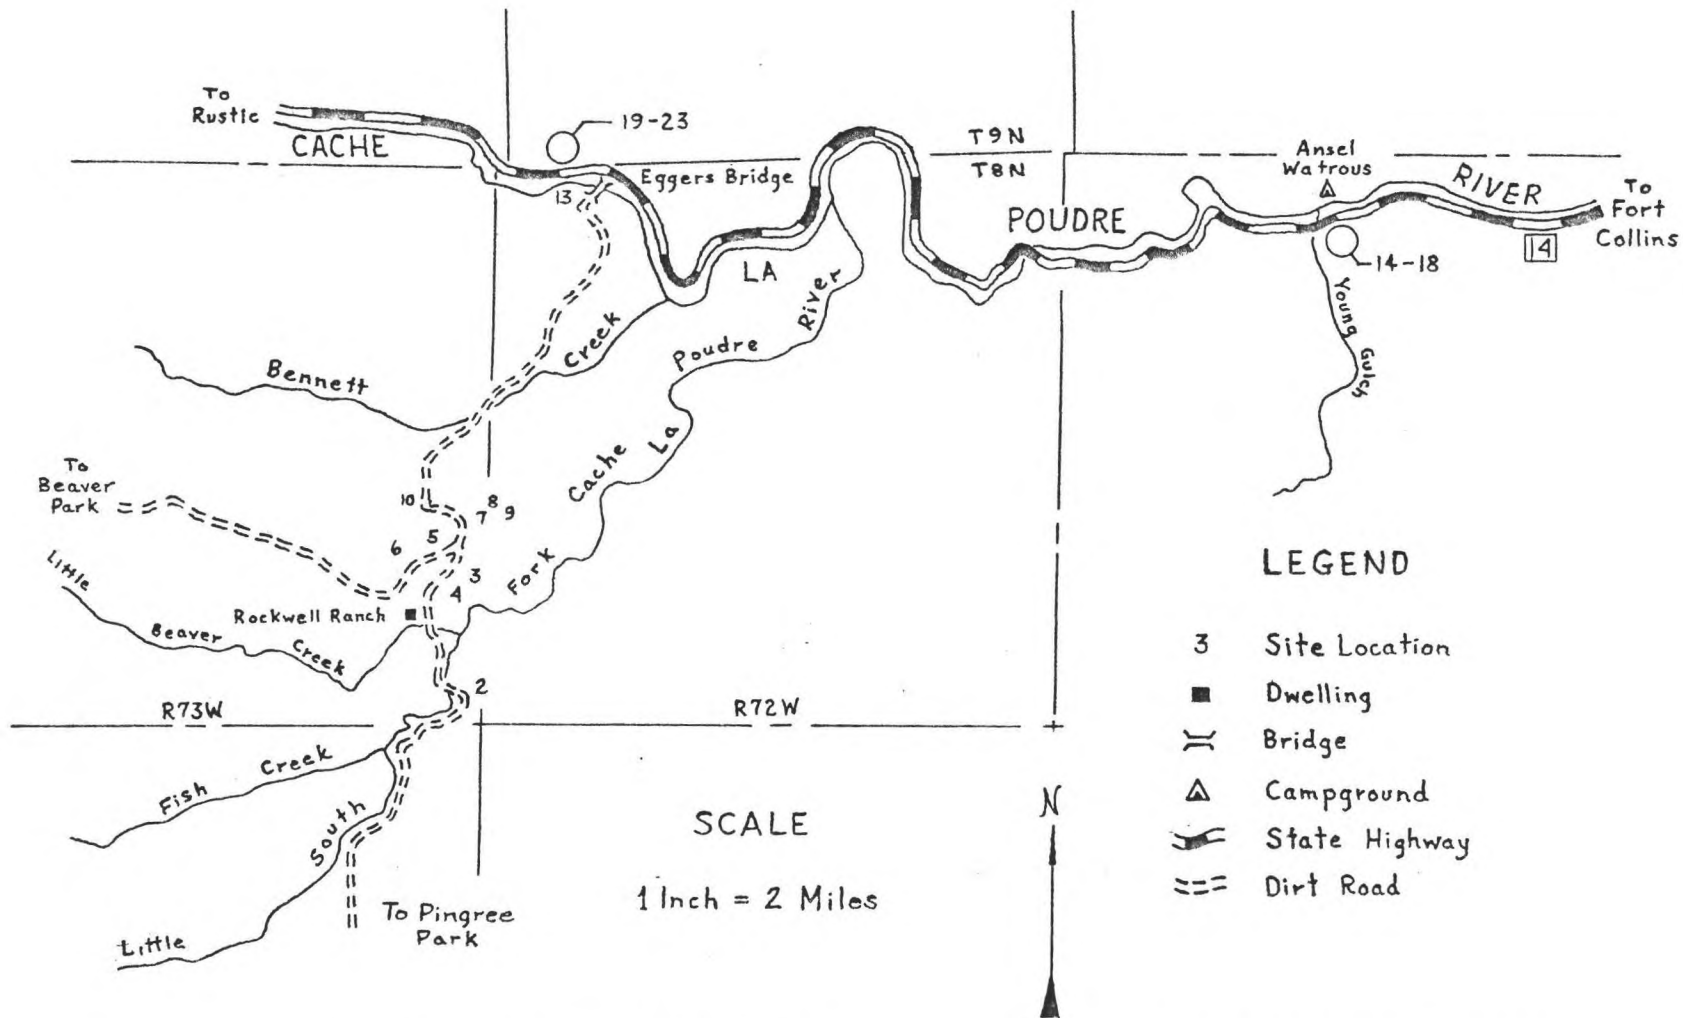 To
Rustic
CACHE
19-23
T9N
T8N
Eggers Bridge
13
LA
POUDRE
Ansel
Watrous
RIVER
To
Fort
Collins
14
14-18
Young
Gulch
Bennett
Creek
Poudre
River
Cache
La
Fork
To
Beaver
Park
10
8
7
9
5
6
3
4
Rockwell Ranch
Little
Beaver
Creek
2
R73W
R72W
Fish
Creek
South
Little
To Pingree
Park
SCALE
1 Inch = 2 Miles
N
LEGEND
3 Site Location
Dwelling
Bridge
Campground
State Highway
Dirt Road